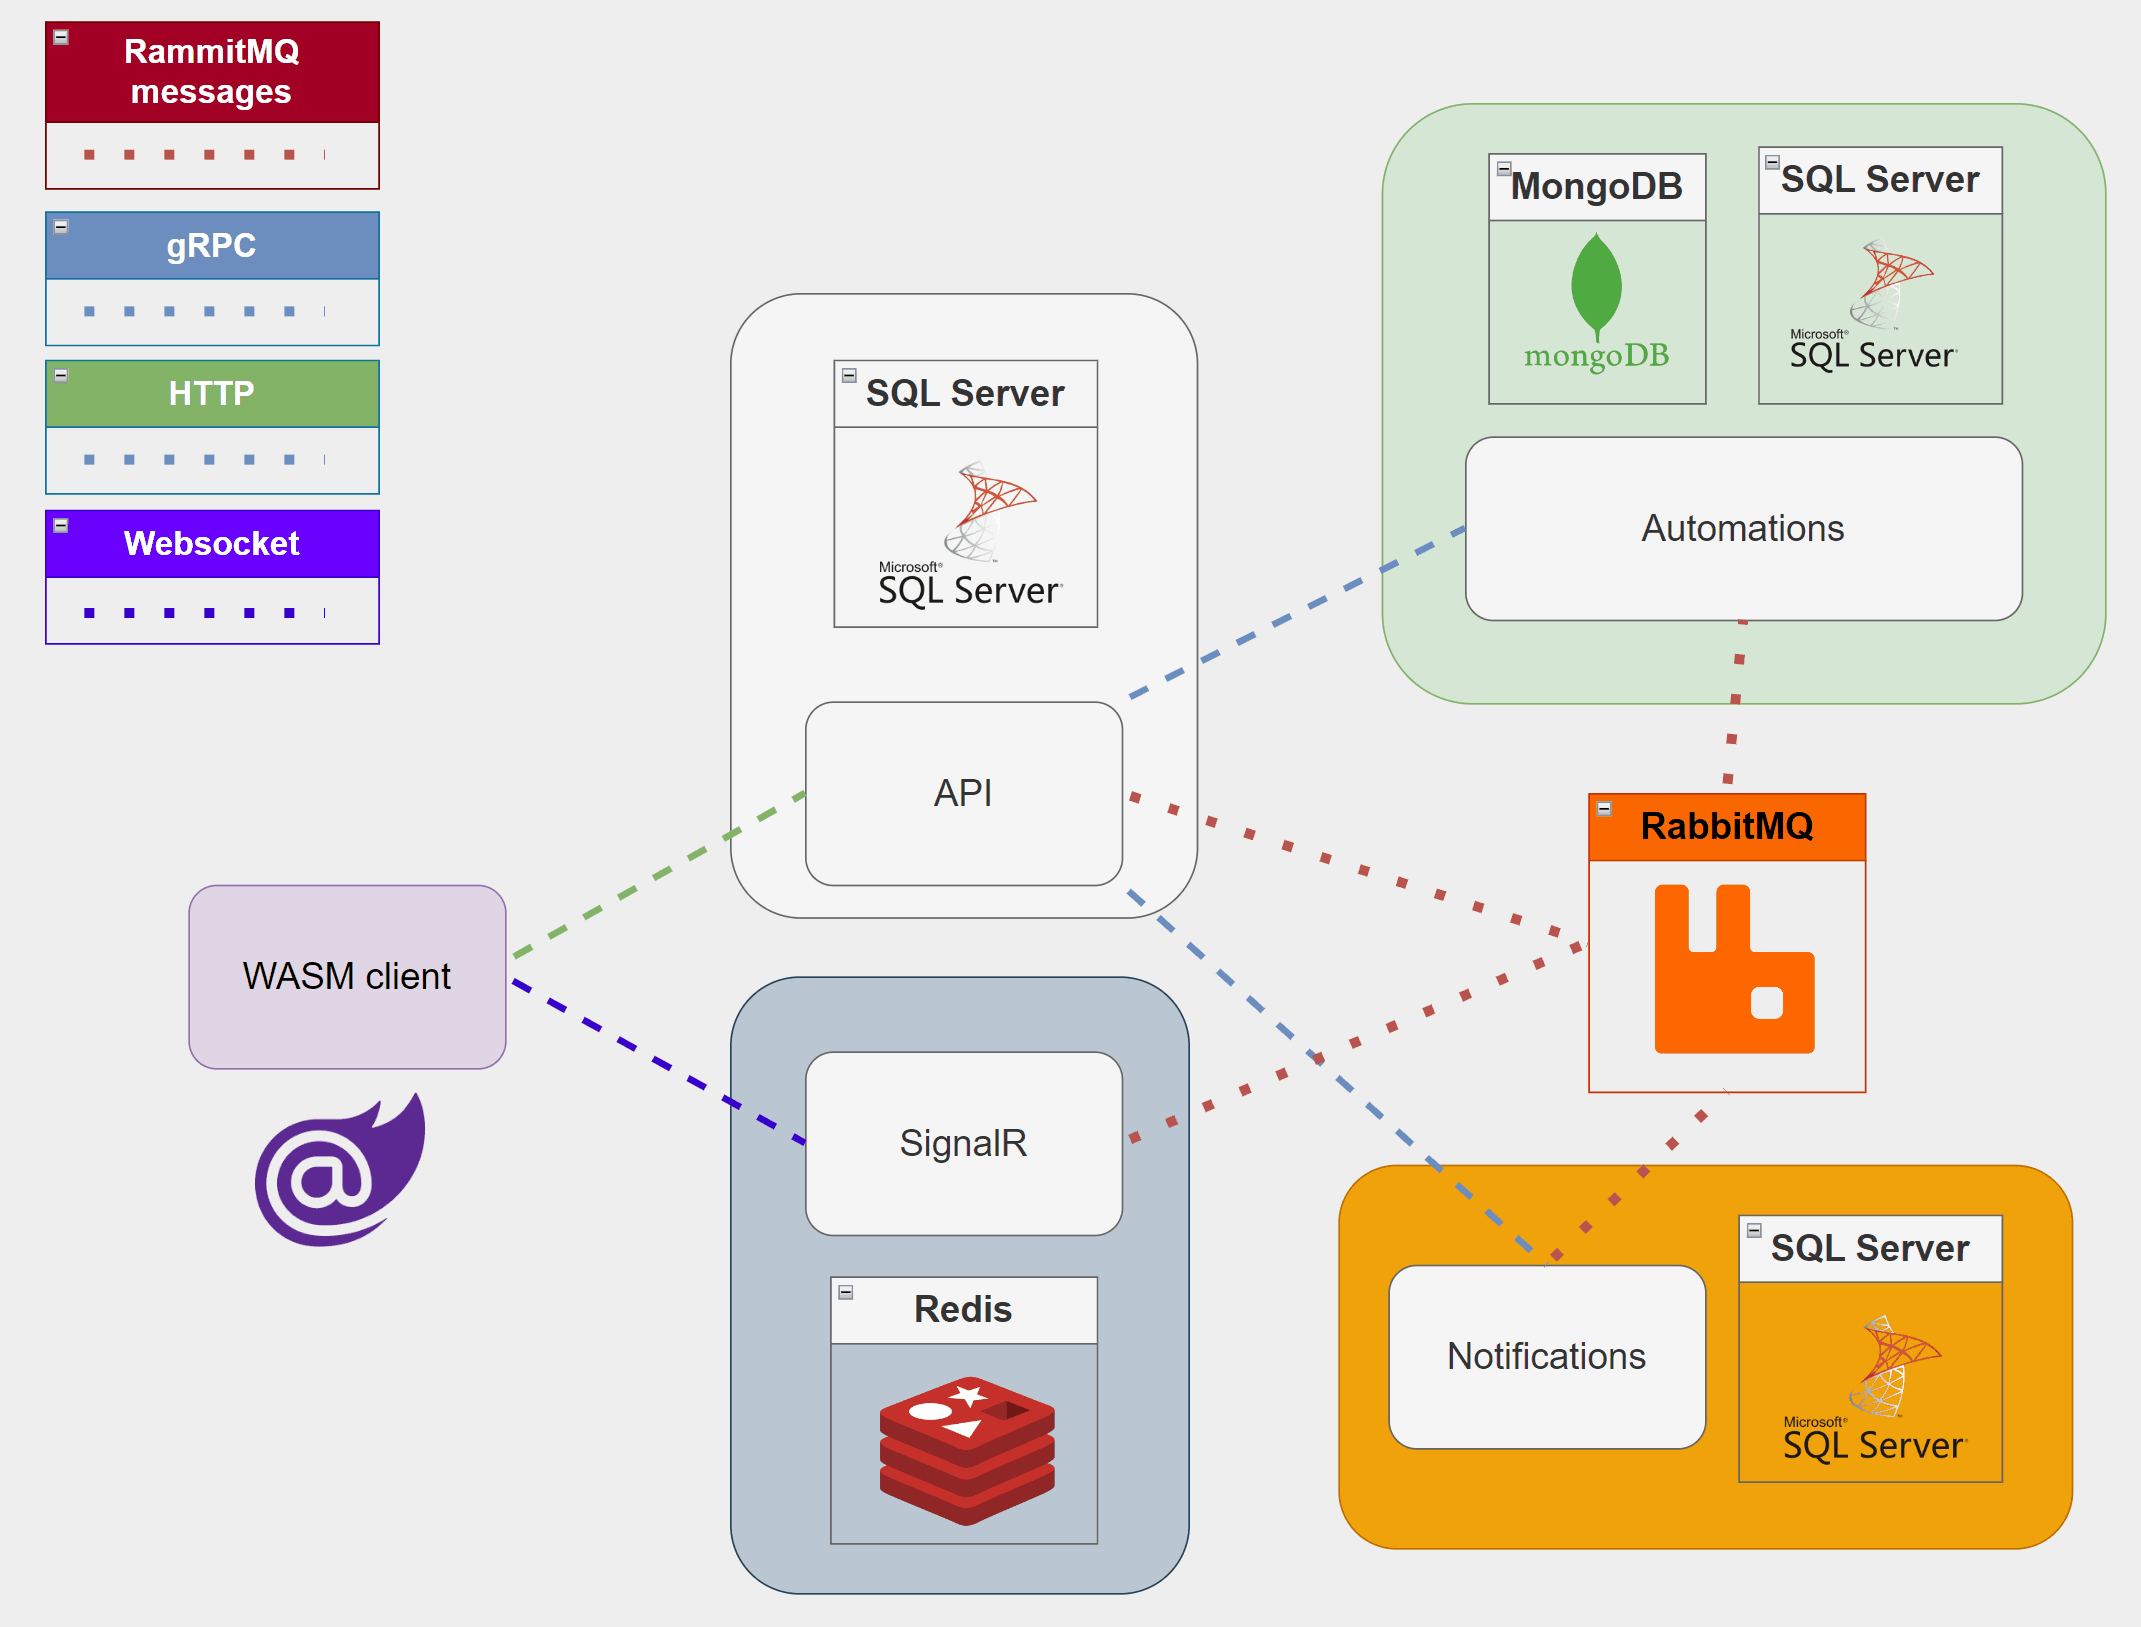 RammitMQ
messages
gRPC
HTTP
Websocket
MongoDB
mongoDB
SQL Server
Microsoft®
SQL Server
Automations
SQL Server
Microsoft®
SQL Server
API
RabbitMQ
WASM client
SignalR
Redis
Notifications
SQL Server
Microsoft®
SQL Server